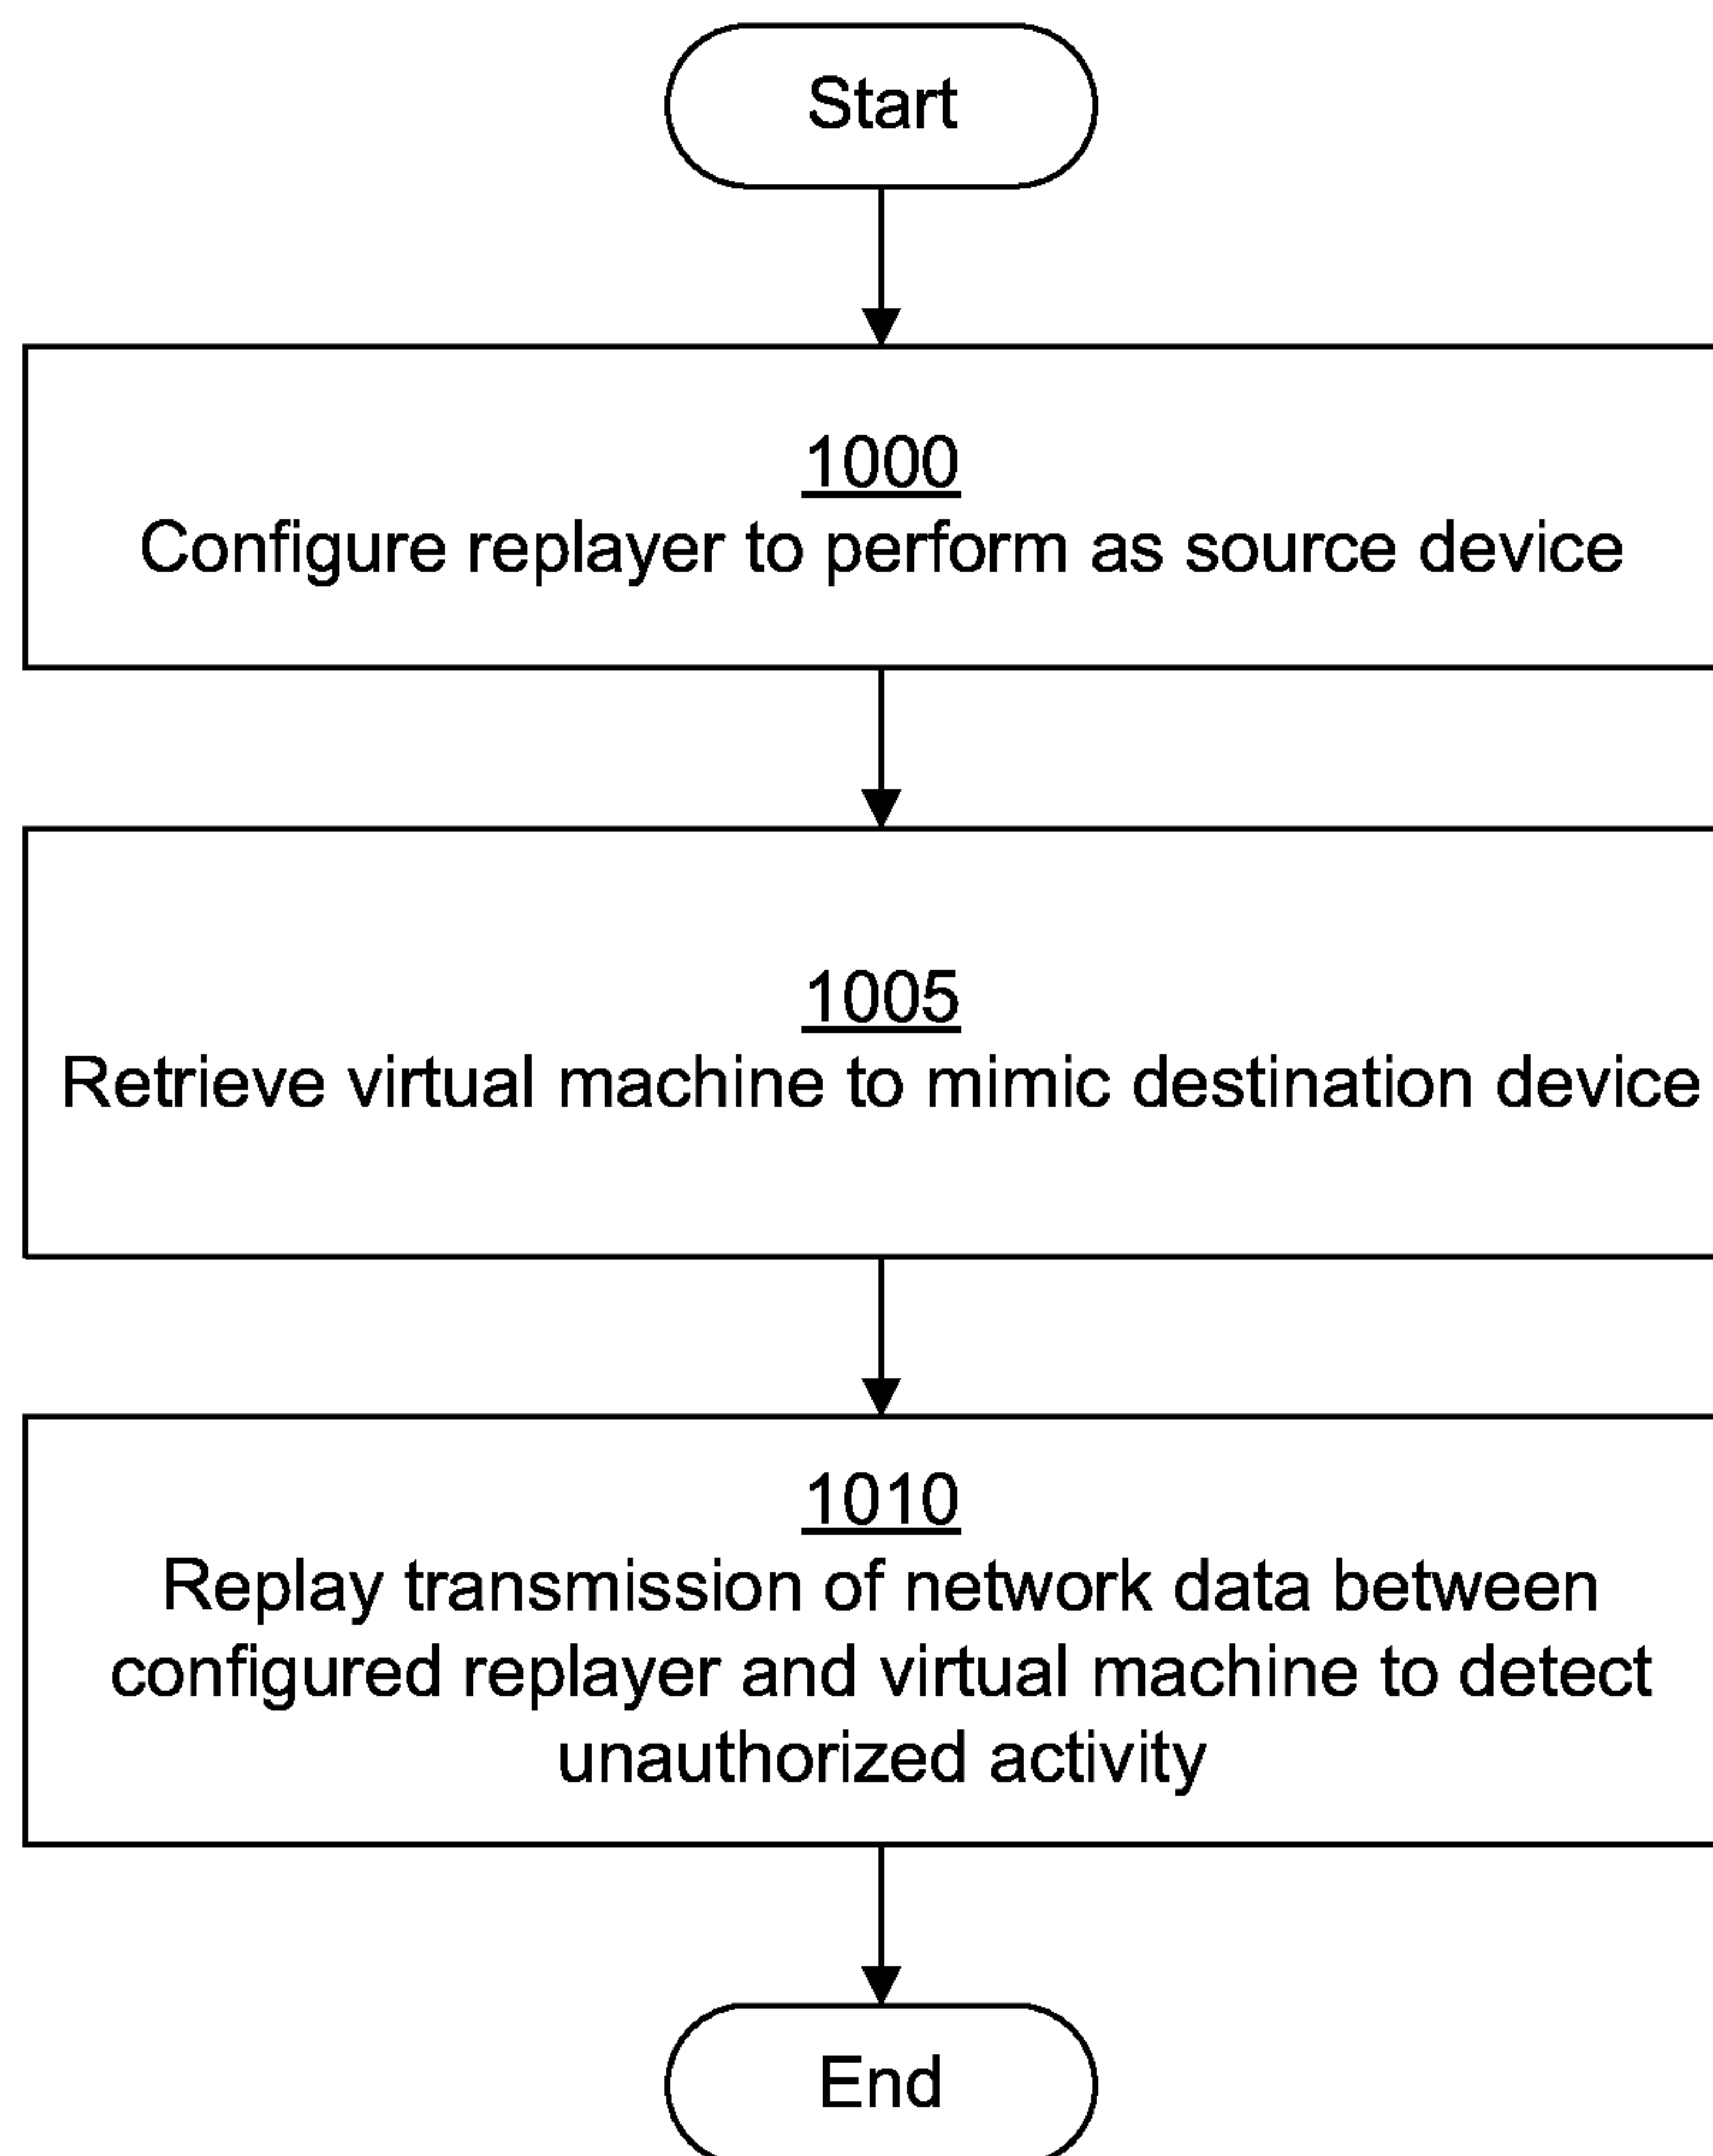 Start
1000
Configure replayer to perform as source device
1005
Retrieve virtual machine to mimic destination device
1010
Replay transmission of network data between
configured replayer and virtual machine to detect
unauthorized activity
End